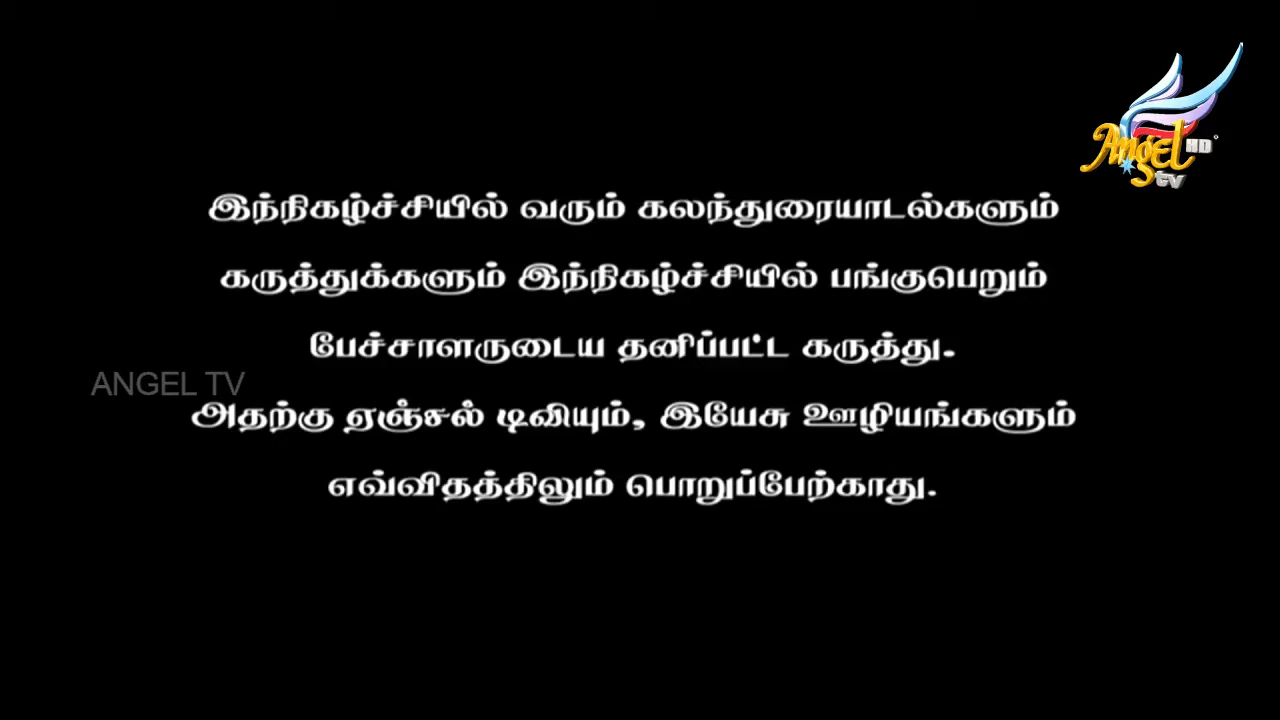 Angel HD
tv
இந்நிகழ்ச்சியில் வரும் கலந்துரையாடல்களும்
கருத்துக்களும் இந்நிகழ்ச்சியில் பங்குபெறும்
பேச்சாளருடைய தனிப்பட்ட கருத்து.
ANGEL TV
அதற்கு ஏஞ்சல் டிவியும், இயேசு ஊழியங்களும்
எவ்விதத்திலும் பொறுப்பேற்காது.